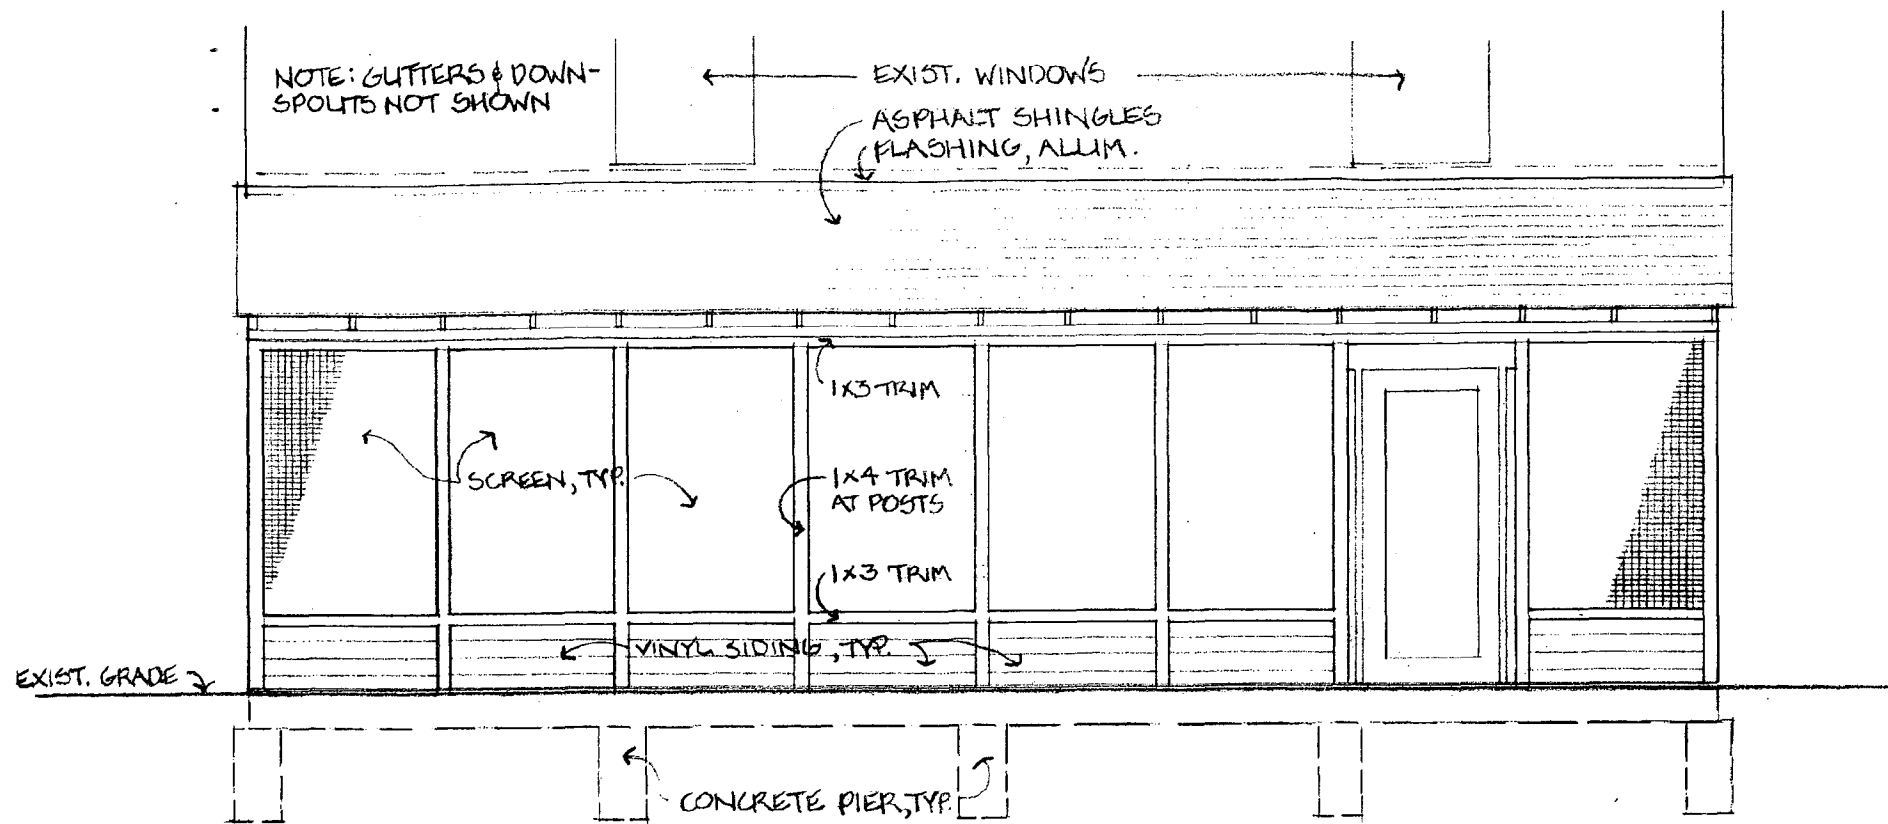 NOTE: GUTTERS & DOWN-
SPOUTS NOT SHOWN
EXIST. WINDOWS
ASPHALT SHINGLES
FLASHING, ALUM.
1X3 TRIM
SCREEN, TYP.
1X4 TRIM
AT POSTS
1X3 TRIM
VINYL SIDING, TYP.
EXIST. GRADE
CONCRETE PIER, TYP.